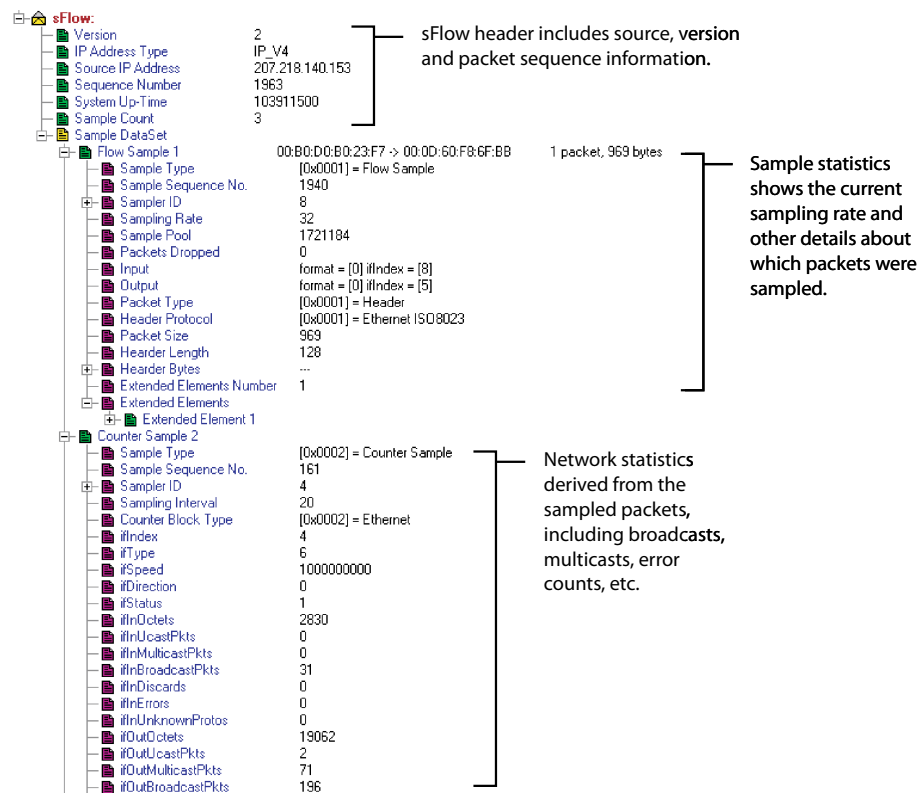 sFlow:
Version 2
IP Address Type IP_V4
Source IP Address 207.218.140.153
Sequence Number 1963
System Up-Time 103911500
Sample Count 3
sFlow header includes source, version
and packet sequence information.
Sample DataSet
Flow Sample 1 00:B0:D0:B0:23:F7 -> 00:0D:60:F8:6F:BB 1 packet, 969 bytes
Sample Type [0x0001] = Flow Sample
Sample Sequence No. 1940
Sampler ID 8
Sampling Rate 32
Sample Pool 1721184
Packets Dropped 0
Input format = [0] ifIndex = [8]
Output format = [0] ifIndex = [5]
Packet Type [0x0001] = Header
Header Protocol [0x0001] = Ethernet ISO8023
Packet Size 969
Hearder Length 128
Hearder Bytes ---
Extended Elements Number 1
Extended Elements
Extended Element 1
Sample statistics
shows the current
sampling rate and
other details about
which packets were
sampled.
Counter Sample 2
Sample Type [0x0002] = Counter Sample
Sample Sequence No. 161
Sampler ID 4
Sampling Interval 20
Counter Block Type [0x0002] = Ethernet
ifIndex 4
ifType 6
ifSpeed 1000000000
ifDirection 0
ifStatus 1
ifInOctets 2830
ifInUcastPkts 0
ifInMulticastPkts 0
ifInBroadcastPkts 31
ifInDiscards 0
ifInErrors 0
ifInUnknownProtos 0
ifOutOctets 19062
ifOutUcastPkts 2
ifOutMulticastPkts 71
ifOutBroadcastPkts 196
Network statistics
derived from the
sampled packets,
including broadcasts,
multicasts, error
counts, etc.